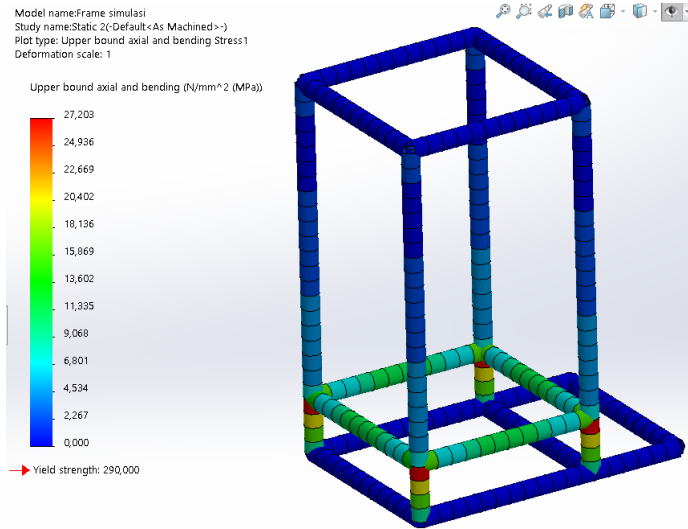 Model name:Frame simulasi
Study name:Static 2(-Default<As Machined>-)
Plot type: Upper bound axial and bending Stress1
Deformation scale: 1
Upper bound axial and bending (N/mm^2 (MPa))
27,203
24,936
22,669
20,402
18,136
15,869
13,602
11,335
9,068
6,801
4,534
2,267
0,000
Yield strength: 290,000